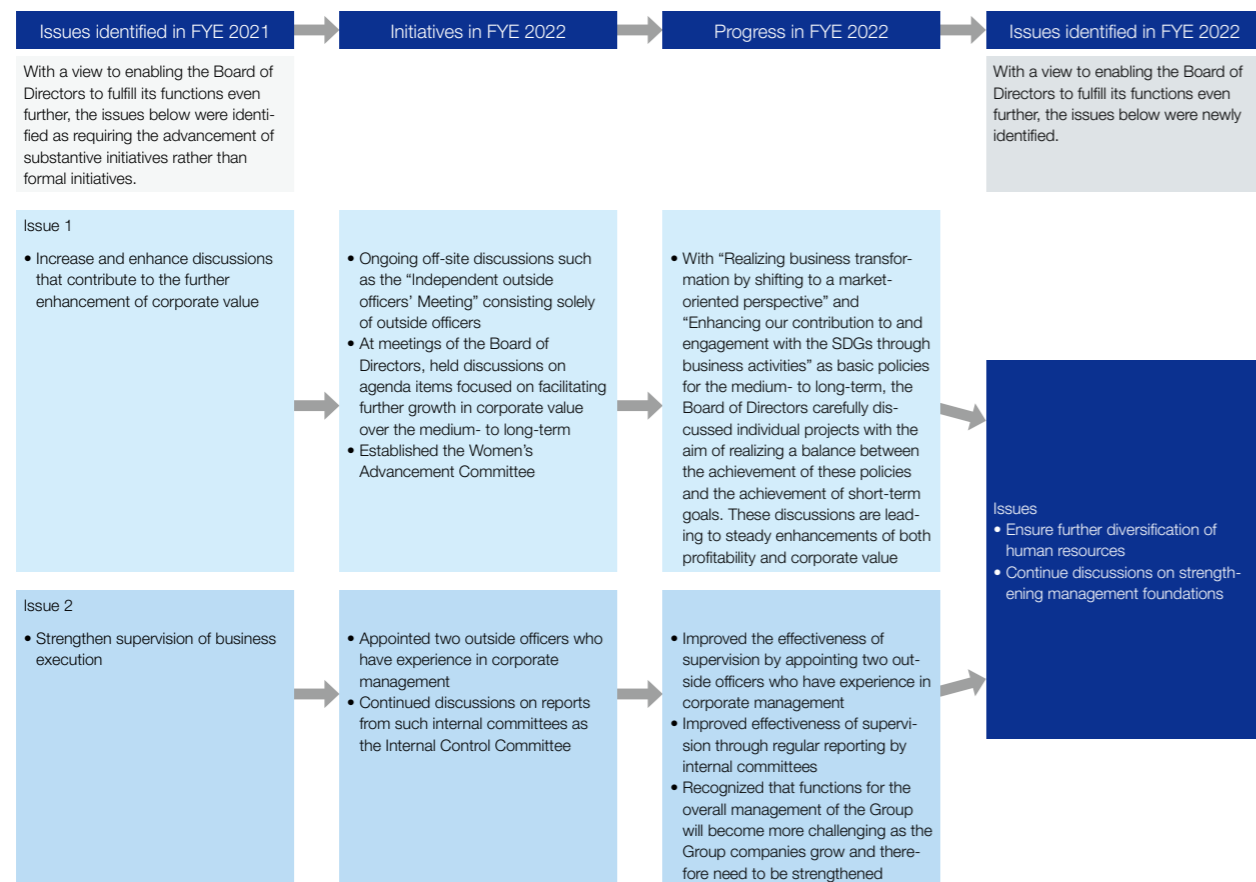 Issues identified in FYE 2021
Initiatives in FYE 2022
Progress in FYE 2022
Issues identified in FYE 2022
With a view to enabling the Board of
Directors to fulfill its functions even
further, the issues below were identi-
fied as requiring the advancement of
substantive initiatives rather than
formal initiatives.
With a view to enabling the Board of
Directors to fulfill its functions even
further, the issues below were newly
identified.
Issue 1
• Increase and enhance discussions
that contribute to the further
enhancement of corporate value
• Ongoing off-site discussions such
as the “Independent outside
officers’ Meeting” consisting solely
of outside officers
• At meetings of the Board of
Directors, held discussions on
agenda items focused on facilitating
further growth in corporate value
over the medium- to long-term
• Established the Women’s
Advancement Committee
• With “Realizing business transfor-
mation by shifting to a market-
oriented perspective” and
“Enhancing our contribution to and
engagement with the SDGs through
business activities” as basic policies
for the medium- to long-term, the
Board of Directors carefully dis-
cussed individual projects with the
aim of realizing a balance between
the achievement of these policies
and the achievement of short-term
goals. These discussions are lead-
ing to steady enhancements of both
profitability and corporate value
Issue 2
• Strengthen supervision of business
execution
• Appointed two outside officers who
have experience in corporate
management
• Continued discussions on reports
from such internal committees as
the Internal Control Committee
• Improved the effectiveness of
supervision by appointing two out-
side officers who have experience in
corporate management
• Improved effectiveness of supervi-
sion through regular reporting by
internal committees
• Recognized that functions for the
overall management of the Group
will become more challenging as the
Group companies grow and there-
fore need to be strengthened
Issues
• Ensure further diversification of
human resources
• Continue discussions on strength-
ening management foundations